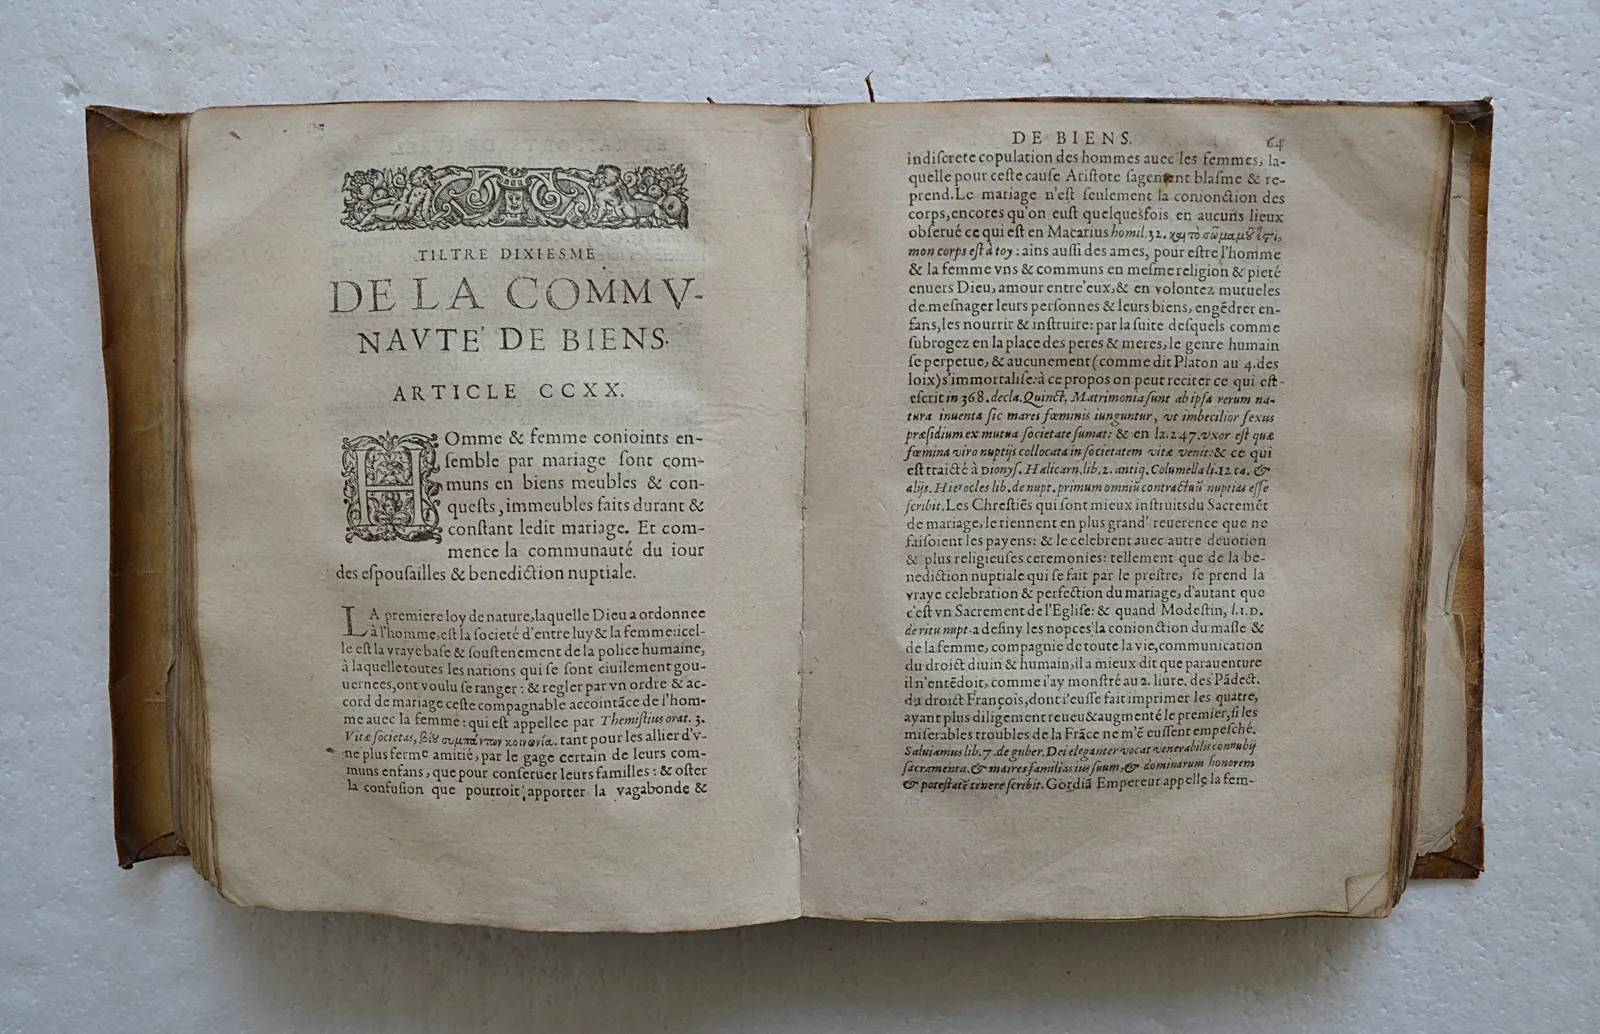 TILTRE DIXIESME
DE LA COMMV-
NAVTE' DE BIENS.
ARTICLE CCXX.
HOmme & femme conioints en-
ſemble par mariage ſont com-
muns en biens meubles & con-
queſts, immeubles faits durant &
conſtant ledit mariage. Et com-
mence la communauté du iour
des eſpouſailles & benediction nuptiale.
LA premiere loy de nature, laquelle Dieu a ordonnee
à l'homme, eſt la ſocieté d'entre luy & la femme: icel-
le eſt la vraye baſe & ſouſtenement de la police humaine,
à laquelle toutes les nations qui ſe ſont ciuilement gou-
uernees, ont voulu ſe ranger: & regler par vn ordre & ac-
cord de mariage ceſte compagnable accointãce de l'hom-
me auec la femme: qui eſt appellee par Themiſtius orat. 3.
Vitæ ſocietas, βίου συμπάντων κοινωνία. tant pour les allier d'v-
ne plus ferme amitié, par le gage certain de leurs com-
muns enfans, que pour conſeruer leurs familles: & oſter
la confuſion que pourroit apporter la vagabonde &
DE BIENS. 64
indiſcrete copulation des hommes auec les femmes, la-
quelle pour ceſte cauſe Ariſtote ſagement blaſme & re-
prend. Le mariage n'eſt ſeulement la conionction des
corps, encores qu'on euſt quelquesfois en aucuns lieux
obſerué ce qui eſt en Macarius homil. 32. τὸ σῶμα μοῦ
mon corps eſt à toy: ains auſſi des ames, pour eſtre l'homme
& la femme vns & communs en meſme religion & pieté
enuers Dieu, amour entre'eux, & en volontez mutueles
de meſnager leurs perſonnes & leurs biens, engẽdrer en-
fans, les nourrir & inſtruire: par la ſuite deſquels comme
ſubrogez en la place des peres & meres, le genre humain
ſe perpetue, & aucunement (comme dit Platon au 4. des
loix) s'immortaliſe: à ce propos on peut reciter ce qui eſt-
eſcrit in 368. decla. Quinct. Matrimonia ſunt ab ipſa rerum na-
tura inuenta ſic mares fœminis iunguntur, vt imbecilior ſexus
præſidium ex mutua ſocietate ſumat: & en la 247. vxor eſt quæ
fœmina viro nuptijs collocata in ſocietatem vitæ venit: & ce qui
eſt traicté à Dionyſ. Halicarn. lib. 2. antiq. Columella li. 12 ca. &
alijs. Hierocles lib. de nupt. primum omniũ contractuũ nuptias eſſe
ſcribit. Les Chreſtiẽs qui ſont mieux inſtruits du Sacremẽt
de mariage, le tiennent en plus grand' reuerence que ne
faiſoient les payens: & le celebrent auec autre deuotion
& plus religieuſes ceremonies: tellement que de la be-
nediction nuptiale qui ſe fait par le preſtre, ſe prend la
vraye celebration & perfection du mariage, d'autant que
c'eſt vn Sacrement de l'Egliſe: & quand Modeſtin, l. 1. D.
de ritu nupt. a definy les nopces la conionction du maſle &
de la femme, compagnie de toute la vie, communication
du droict diuin & humain, il a mieux dit que parauenture
il n'entẽdoit, comme i'ay monſtré au 2. liure. des Pãdect.
du droict François, dont i'euſſe fait imprimer les quatre,
ayant plus diligement reueu & augmenté le premier, ſi les
miſerables troubles de la Frãce ne m'ẽ euſſent empeſché.
Saluianus lib. 7. de guber. Dei eleganter vocat venerabilis connubij
ſacramenta. & matres familias ius ſuum, & dominarum honorem
& poteſtatẽ tenere ſcribit. Gordiã Empereur appelle la fem-